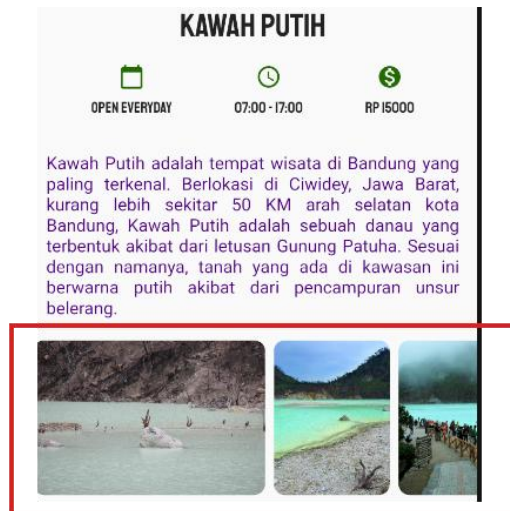 KAWAH PUTIH
OPEN EVERYDAY
07:00 - 17:00
RP 15000
Kawah Putih adalah tempat wisata di Bandung yang
paling terkenal. Berlokasi di Ciwidey, Jawa Barat,
kurang lebih sekitar 50 KM arah selatan kota
Bandung, Kawah Putih adalah sebuah danau yang
terbentuk akibat dari letusan Gunung Patuha. Sesuai
dengan namanya, tanah yang ada di kawasan ini
berwarna putih akibat dari pencampuran unsur
belerang.